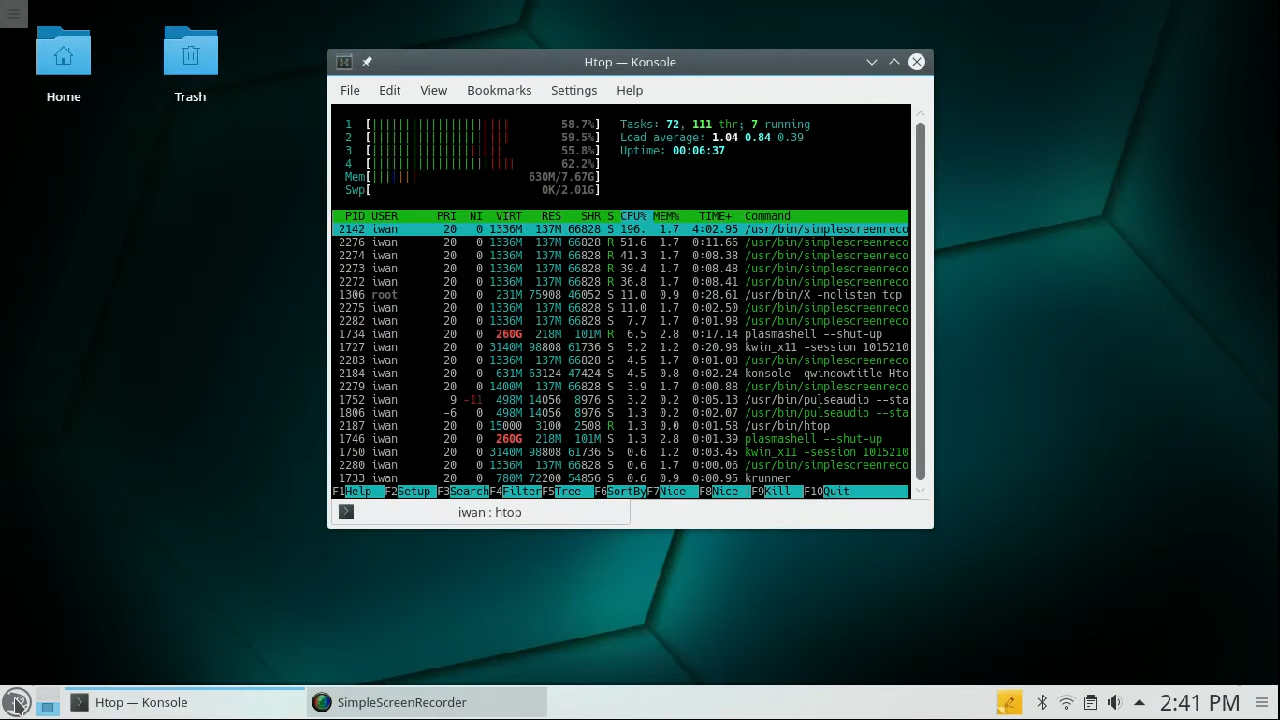 Home
Trash
Htop — Konsole
File Edit View Bookmarks Settings Help
1 [|||||||||||||||||||||| 58.7%] Tasks: 72, 111 thr; 7 running
2 [|||||||||||||||||||||| 59.5%] Load average: 1.04 0.84 0.39
3 [||||||||||||||||||||| 55.8%] Uptime: 00:06:37
4 [||||||||||||||||||||||| 62.2%]
Mem[|||||| 630M/7.67G]
Swp[ 0K/2.01G]
PID USER PRI NI VIRT RES SHR S CPU% MEM% TIME+ Command
2142 iwan 20 0 1336M 137M 66828 S 196. 1.7 4:02.95 /usr/bin/simplescreenreco
2276 iwan 20 0 1336M 137M 66828 R 51.6 1.7 0:11.66 /usr/bin/simplescreenreco
2274 iwan 20 0 1336M 137M 66828 R 41.3 1.7 0:08.38 /usr/bin/simplescreenreco
2273 iwan 20 0 1336M 137M 66828 R 39.4 1.7 0:08.48 /usr/bin/simplescreenreco
2272 iwan 20 0 1336M 137M 66828 R 36.8 1.7 0:08.41 /usr/bin/simplescreenreco
1306 root 20 0 231M 75908 46052 S 11.0 0.9 0:28.61 /usr/bin/X -nolisten tcp
2275 iwan 20 0 1336M 137M 66828 S 11.0 1.7 0:02.50 /usr/bin/simplescreenreco
2282 iwan 20 0 1336M 137M 66828 S 7.7 1.7 0:01.98 /usr/bin/simplescreenreco
1734 iwan 20 0 260G 218M 101M R 6.5 2.8 0:17.14 plasmashell --shut-up
1727 iwan 20 0 3140M 98808 61736 S 5.2 1.2 0:20.98 kwin_x11 -session 1015210
2283 iwan 20 0 1336M 137M 66828 S 4.5 1.7 0:01.03 /usr/bin/simplescreenreco
2184 iwan 20 0 631M 63124 47424 S 4.5 0.8 0:02.24 konsole -qwindowtitle Hto
2279 iwan 20 0 1400M 137M 66828 S 3.9 1.7 0:00.88 /usr/bin/simplescreenreco
1752 iwan 9 -11 498M 14056 8976 S 3.2 0.2 0:05.13 /usr/bin/pulseaudio --sta
1806 iwan -6 0 498M 14056 8976 S 1.3 0.2 0:02.07 /usr/bin/pulseaudio --sta
2187 iwan 20 0 15000 3100 2508 R 1.3 0.0 0:01.58 /usr/bin/htop
1746 iwan 20 0 260G 218M 101M S 1.3 2.8 0:01.39 plasmashell --shut-up
1750 iwan 20 0 3140M 98808 61736 S 0.6 1.2 0:03.45 kwin_x11 -session 1015210
2280 iwan 20 0 1336M 137M 66828 S 0.6 1.7 0:00.06 /usr/bin/simplescreenreco
1733 iwan 20 0 780M 72200 54856 S 0.6 0.9 0:00.95 krunner
F1Help F2Setup F3SearchF4FilterF5Tree F6SortByF7Nice -F8Nice +F9Kill F10Quit
iwan : htop
Htop — Konsole
SimpleScreenRecorder
2:41 PM